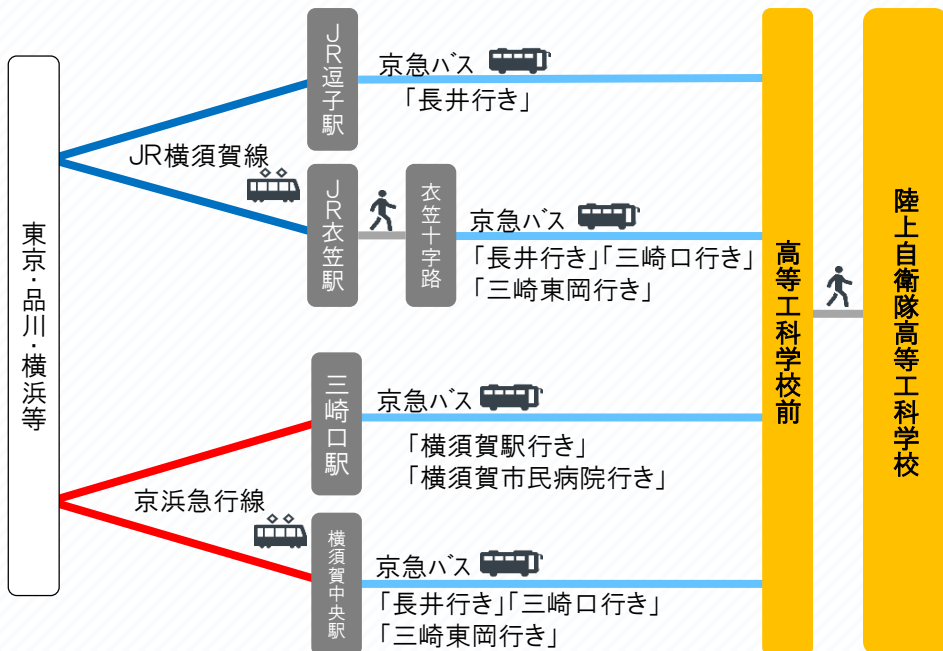 東京・品川・横浜等
JR横須賀線
JR逗子駅
京急バス
「長井行き」
JR衣笠駅
衣笠十字路
京急バス
「長井行き」「三崎口行き」
「三崎東岡行き」
京浜急行線
三崎口駅
京急バス
「横須賀駅行き」
「横須賀市民病院行き」
横須賀中央駅
京急バス
「長井行き」「三崎口行き」
「三崎東岡行き」
高等工科学校前
陸上自衛隊高等工科学校